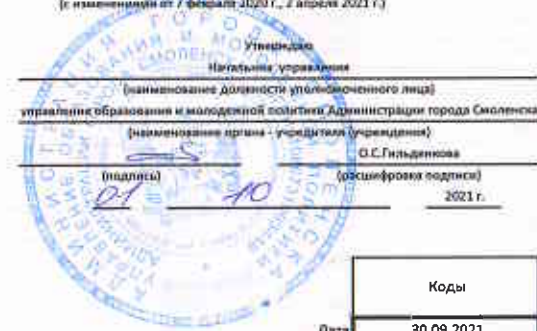 (с изменениями от 7 февраля 2020 г., 2 апреля 2021 г.)
Утверждаю
Начальник управления
(наименование должности уполномоченного лица)
управление образования и молодежной политики Администрации города Смоленска
(наименование органа - учредителя (учреждения)
О.С.Гильденкова
(подпись) (расшифровка подписи)
01 10 2021 г.
Коды
Дата 30.09.2021